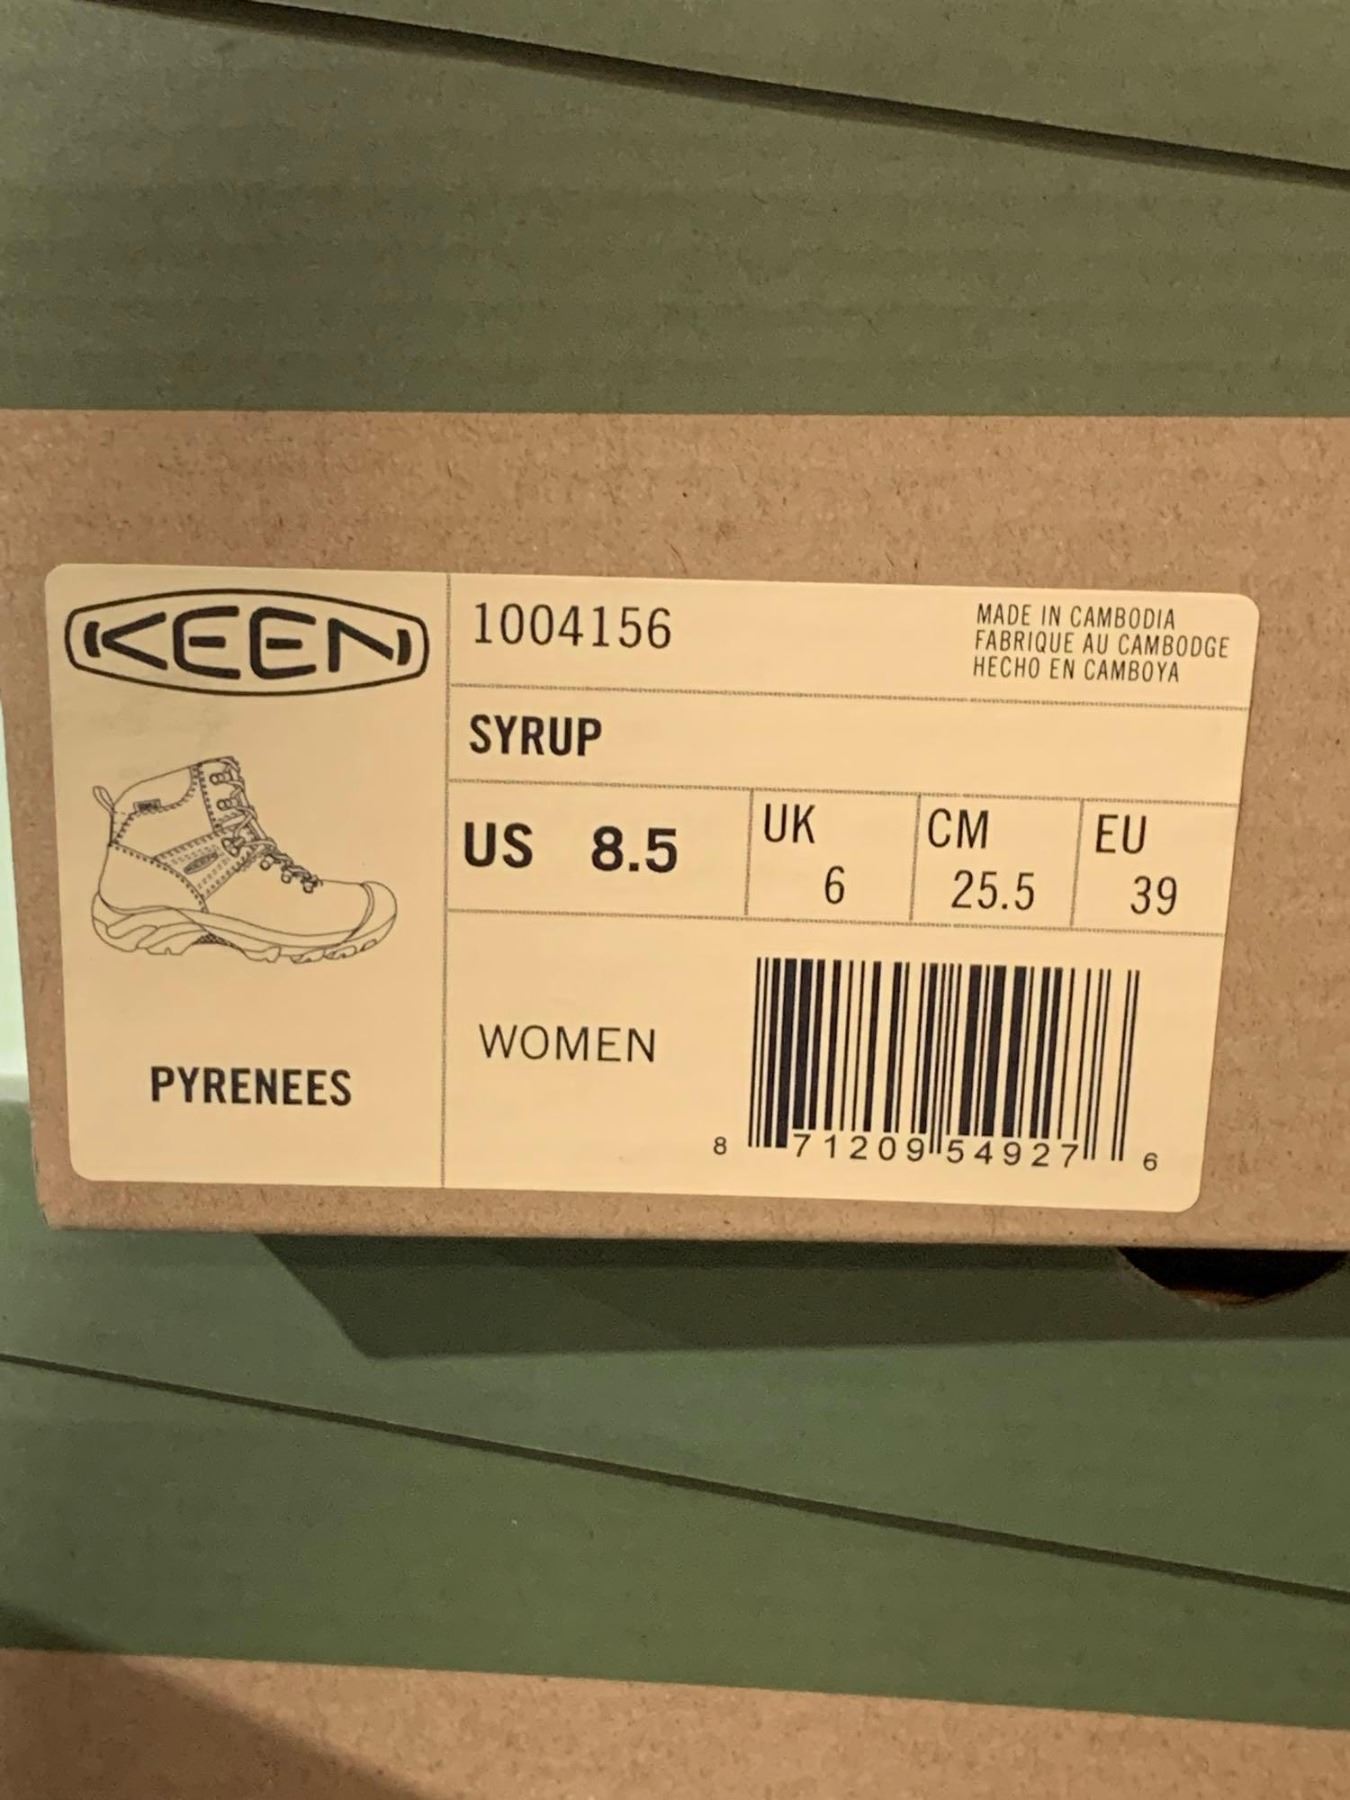 KEEN
1004156
MADE IN CAMBODIA
FABRIQUE AU CAMBODGE
HECHO EN CAMBOYA
SYRUP
US 8.5
UK
6
CM
25.5
EU
39
WOMEN
PYRENEES
8 71209 54927 6